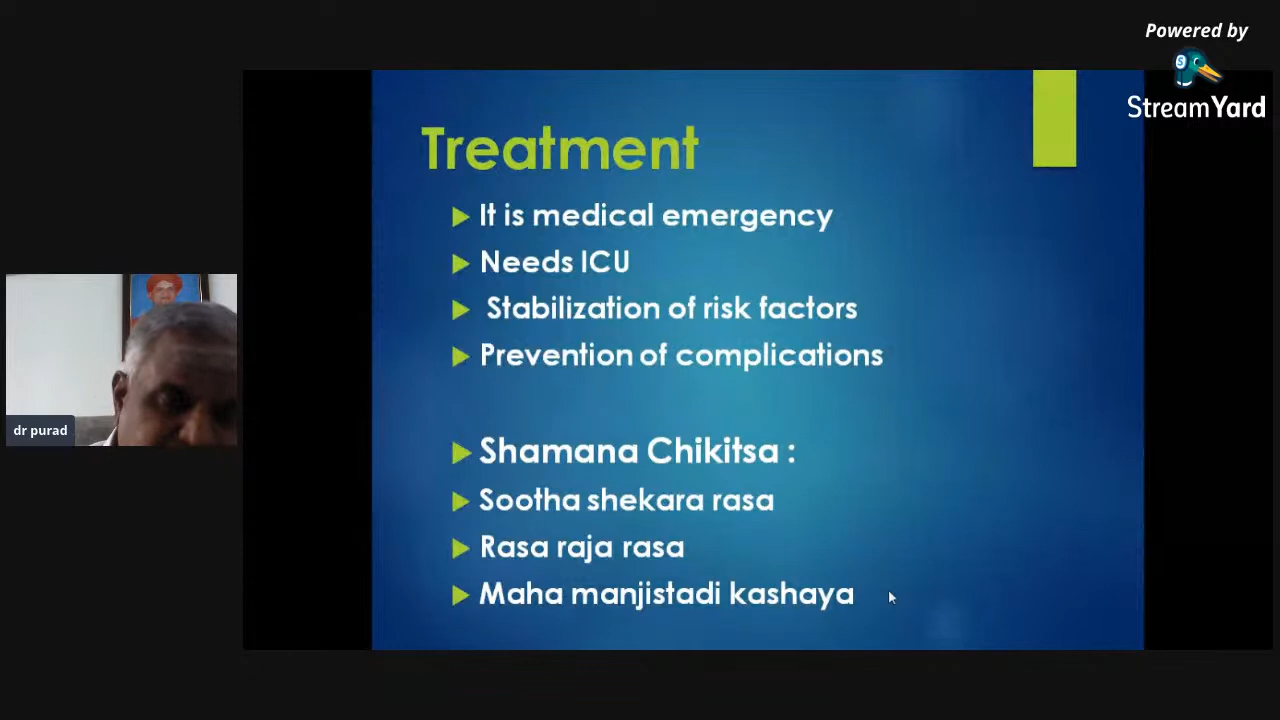 Powered by
StreamYard
Treatment
It is medical emergency
Needs ICU
Stabilization of risk factors
Prevention of complications
Shamana Chikitsa :
Sootha shekara rasa
Rasa raja rasa
Maha manjistadi kashaya
dr purad